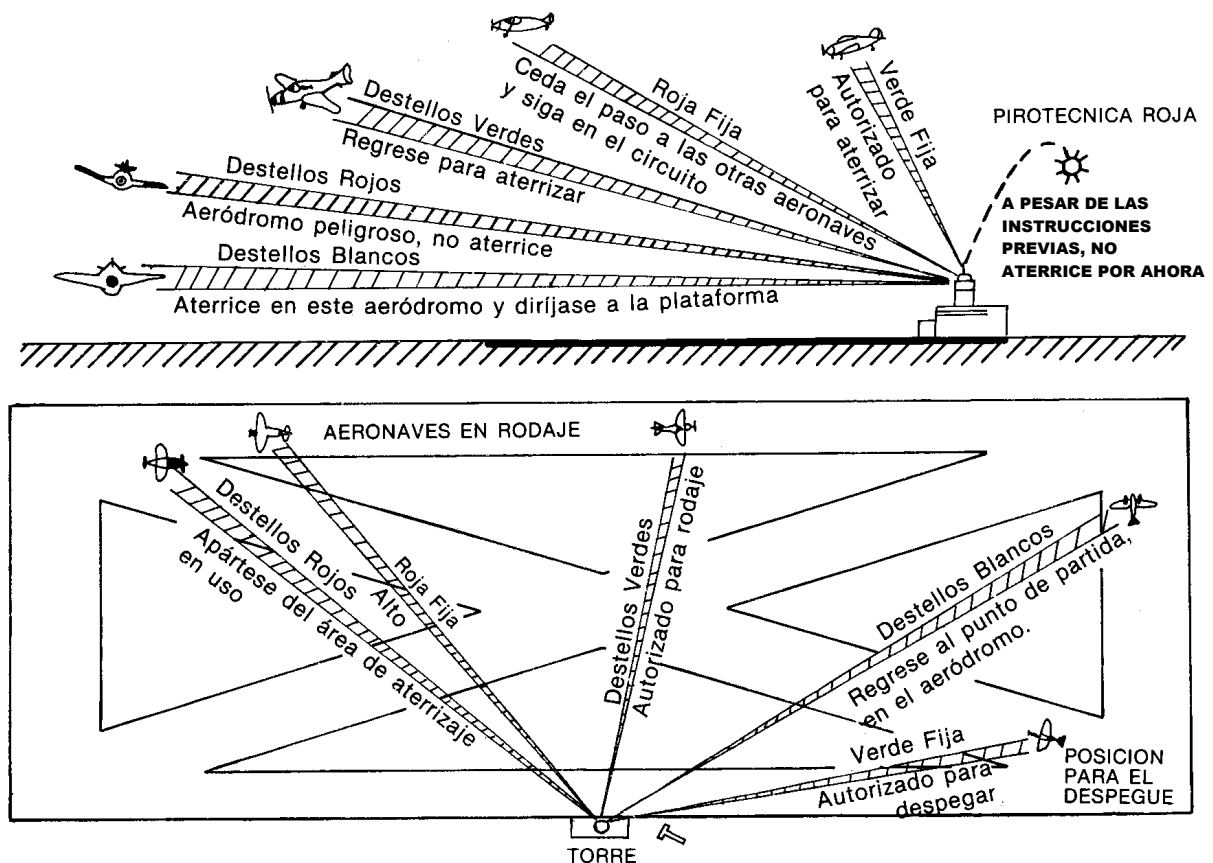 Verde Fija
Autorizado
para aterrizar
Roja Fija
Ceda el paso a las otras aeronaves
y siga en el circuito
Destellos Verdes
Regrese para aterrizar
Destellos Rojos
Aeródromo peligroso, no aterrice
Destellos Blancos
Aterrice en este aeródromo y diríjase a la plataforma
PIROTECNICA ROJA
A PESAR DE LAS
INSTRUCCIONES
PREVIAS, NO
ATERRICE POR AHORA
AERONAVES EN RODAJE
Destellos Rojos
Apártese del área de aterrizaje
en uso
Roja Fija
Alto
Destellos Verdes
Autorizado para rodaje
Destellos Blancos
Regrese al punto de partida,
en el aeródromo.
Verde Fija
Autorizado para
despegar
POSICION
PARA EL
DESPEGUE
TORRE